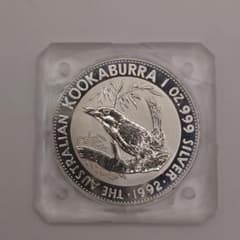 THE AUSTRALIAN KOOKABURRA 1 OZ. 999 SILVER. 1992.